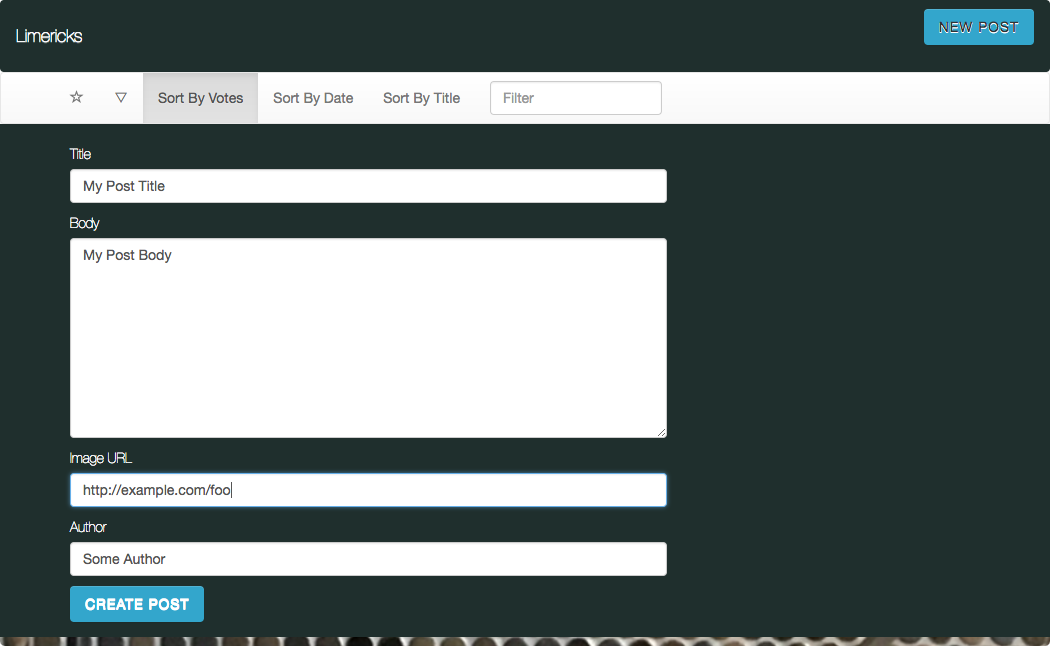 Limericks
NEW POST
☆ ▽ Sort By Votes Sort By Date Sort By Title Filter
Title
My Post Title
Body
My Post Body
Image URL
http://example.com/foo
Author
Some Author
CREATE POST